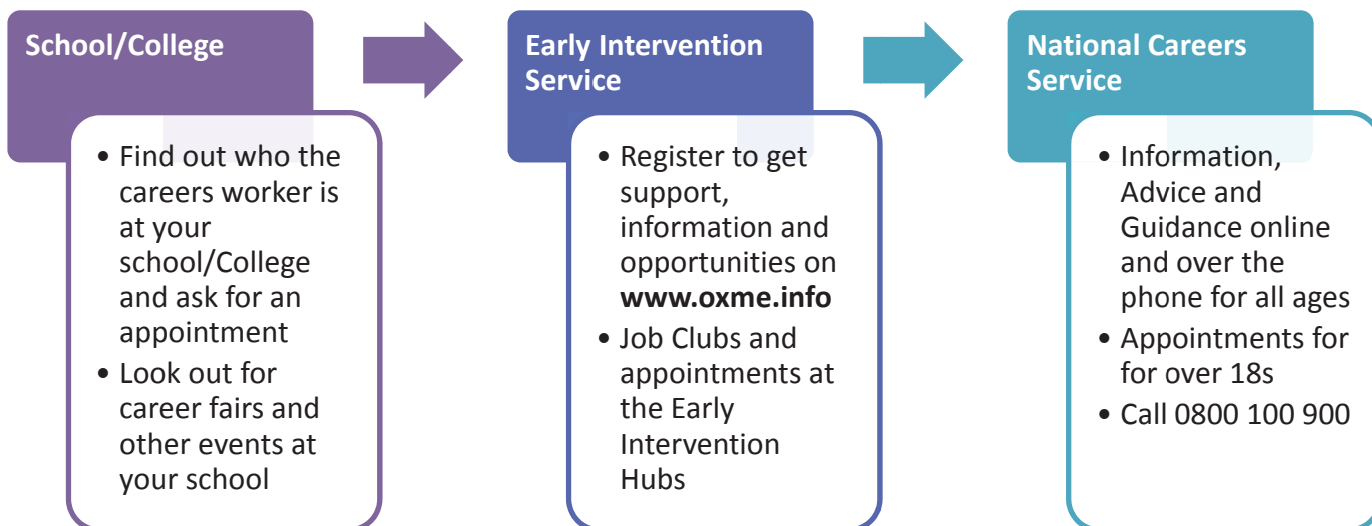 School/College
• Find out who the
careers worker is
at your
school/College
and ask for an
appointment
• Look out for
career fairs and
other events at
your school
Early Intervention
Service
• Register to get
support,
information and
opportunities on
www.oxme.info
• Job Clubs and
appointments at
the Early
Intervention
Hubs
National Careers
Service
• Information,
Advice and
Guidance online
and over the
phone for all ages
• Appointments for
for over 18s
• Call 0800 100 900